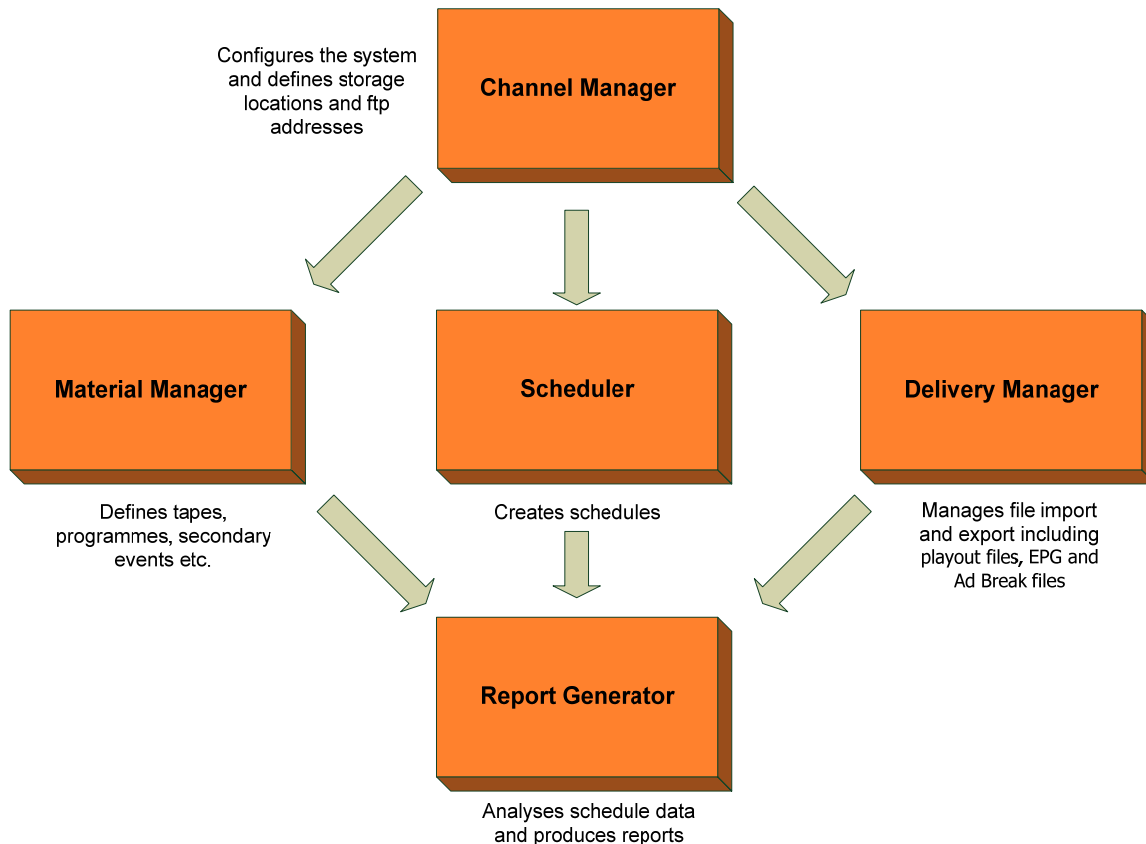 Configures the system
and defines storage
locations and ftp
addresses
Channel Manager
Material Manager
Scheduler
Delivery Manager
Defines tapes,
programmes, secondary
events etc.
Creates schedules
Manages file import
and export including
playout files, EPG and
Ad Break files
Report Generator
Analyses schedule data
and produces reports